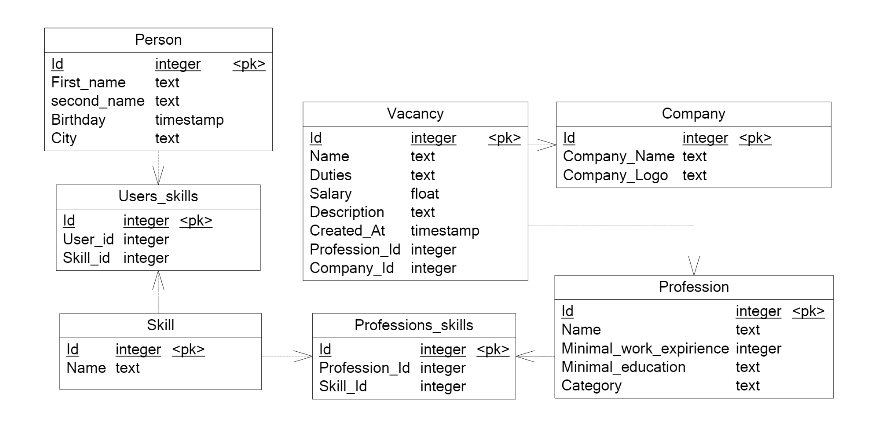 Person
Id integer <pk>
First_name text
second_name text
Birthday timestamp
City text
Vacancy
Id integer <pk>
Name text
Duties text
Salary float
Description text
Created_At timestamp
Profession_Id integer
Company_Id integer
Company
Id integer <pk>
Company_Name text
Company_Logo text
Users_skills
Id integer <pk>
User_id integer
Skill_id integer
Skill
Id integer <pk>
Name text
Professions_skills
Id integer <pk>
Profession_Id integer
Skill_Id integer
Profession
Id integer <pk>
Name text
Minimal_work_expirience integer
Minimal_education text
Category text